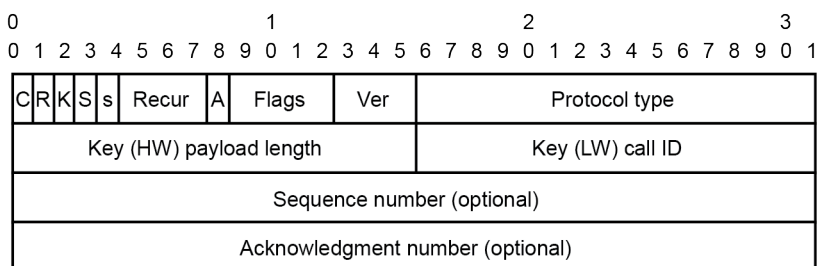 0 1 2 3
0 1 2 3 4 5 6 7 8 9 0 1 2 3 4 5 6 7 8 9 0 1 2 3 4 5 6 7 8 9 0 1
C R K S s Recur A Flags Ver Protocol type
Key (HW) payload length Key (LW) call ID
Sequence number (optional)
Acknowledgment number (optional)